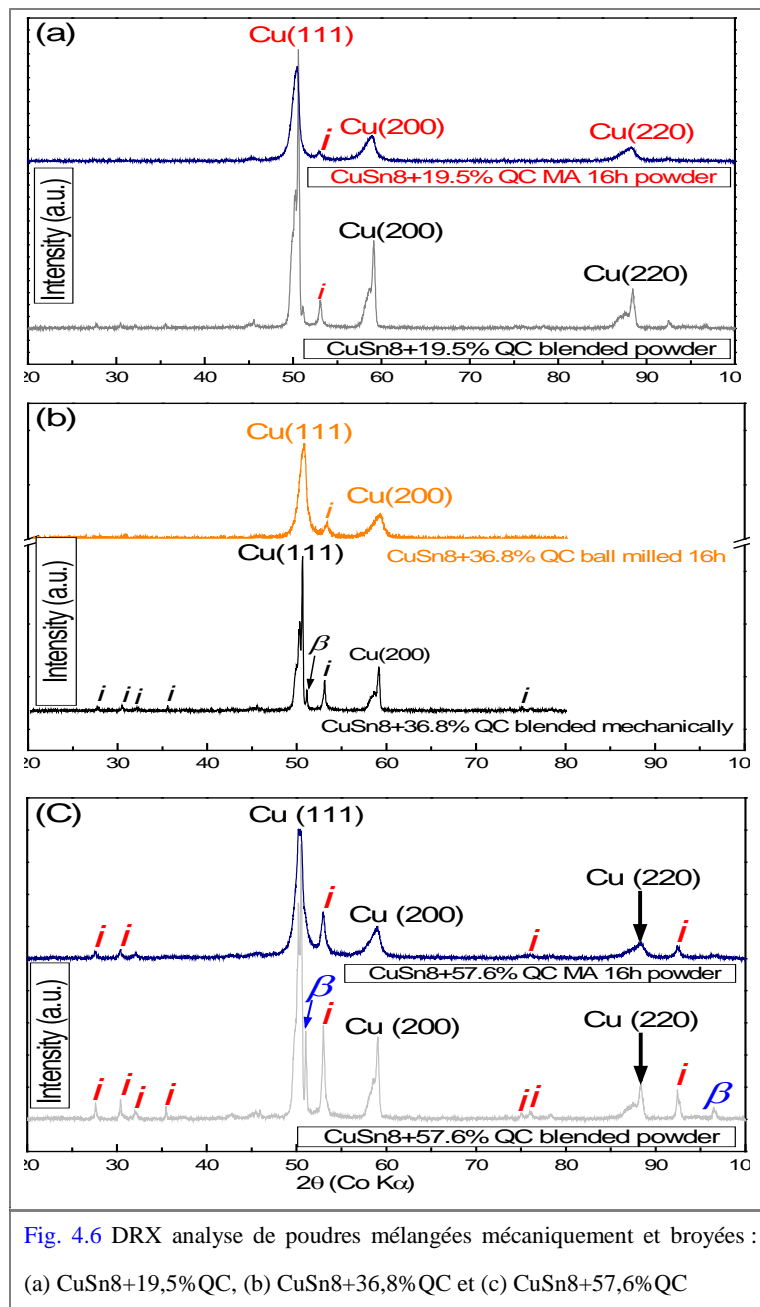 (a)
Cu(111)
i
Cu(200)
Cu(220)
CuSn8+19.5% QC MA 16h powder
Cu(200)
Cu(220)
i
CuSn8+19.5% QC blended powder
Intensity (a.u.)
20 30 40 50 60 70 80 90 100
(b)
Cu(111)
Cu(200)
i
CuSn8+36.8% QC ball milled 16h
Cu(111)
β
i
Cu(200)
i i i i
i
CuSn8+36.8% QC blended mechanically
Intensity (a.u.)
20 30 40 50 60 70 80 90 10
(C)
Cu (111)
i
Cu (200)
Cu (220)
i i
i
i
CuSn8+57.6% QC MA 16h powder
β
i
Cu (200)
Cu (220)
i i i i
i i
i
β
CuSn8+57.6% QC blended powder
Intensity (a.u.)
20 30 40 50 60 70 80 90 10
2θ (Co Kα)
Fig. 4.6 DRX analyse de poudres mélangées mécaniquement et broyées :
(a) CuSn8+19,5%QC, (b) CuSn8+36,8%QC et (c) CuSn8+57,6%QC